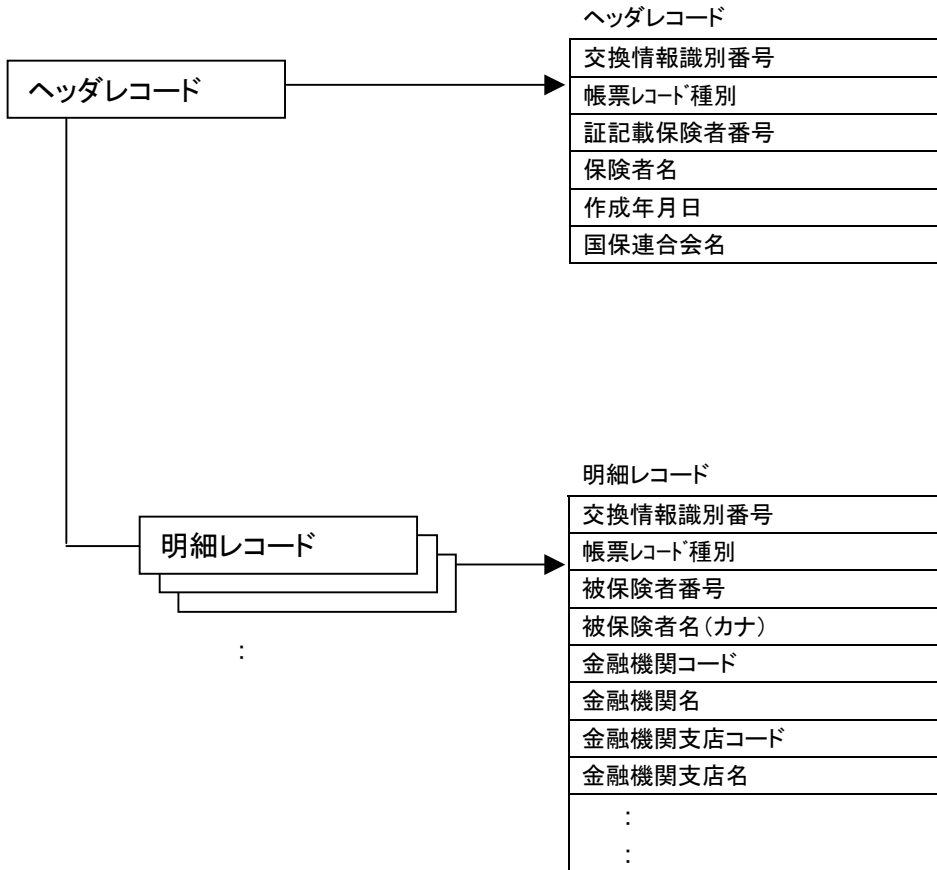 ヘッダレコード
ヘッダレコード
交換情報識別番号
帳票ﾚｺｰﾄﾞ種別
証記載保険者番号
保険者名
作成年月日
国保連合会名
明細レコード
明細レコード
交換情報識別番号
帳票ﾚｺｰﾄﾞ種別
被保険者番号
被保険者名（カナ）
金融機関コード
金融機関名
金融機関支店コード
金融機関支店名
:
:
: